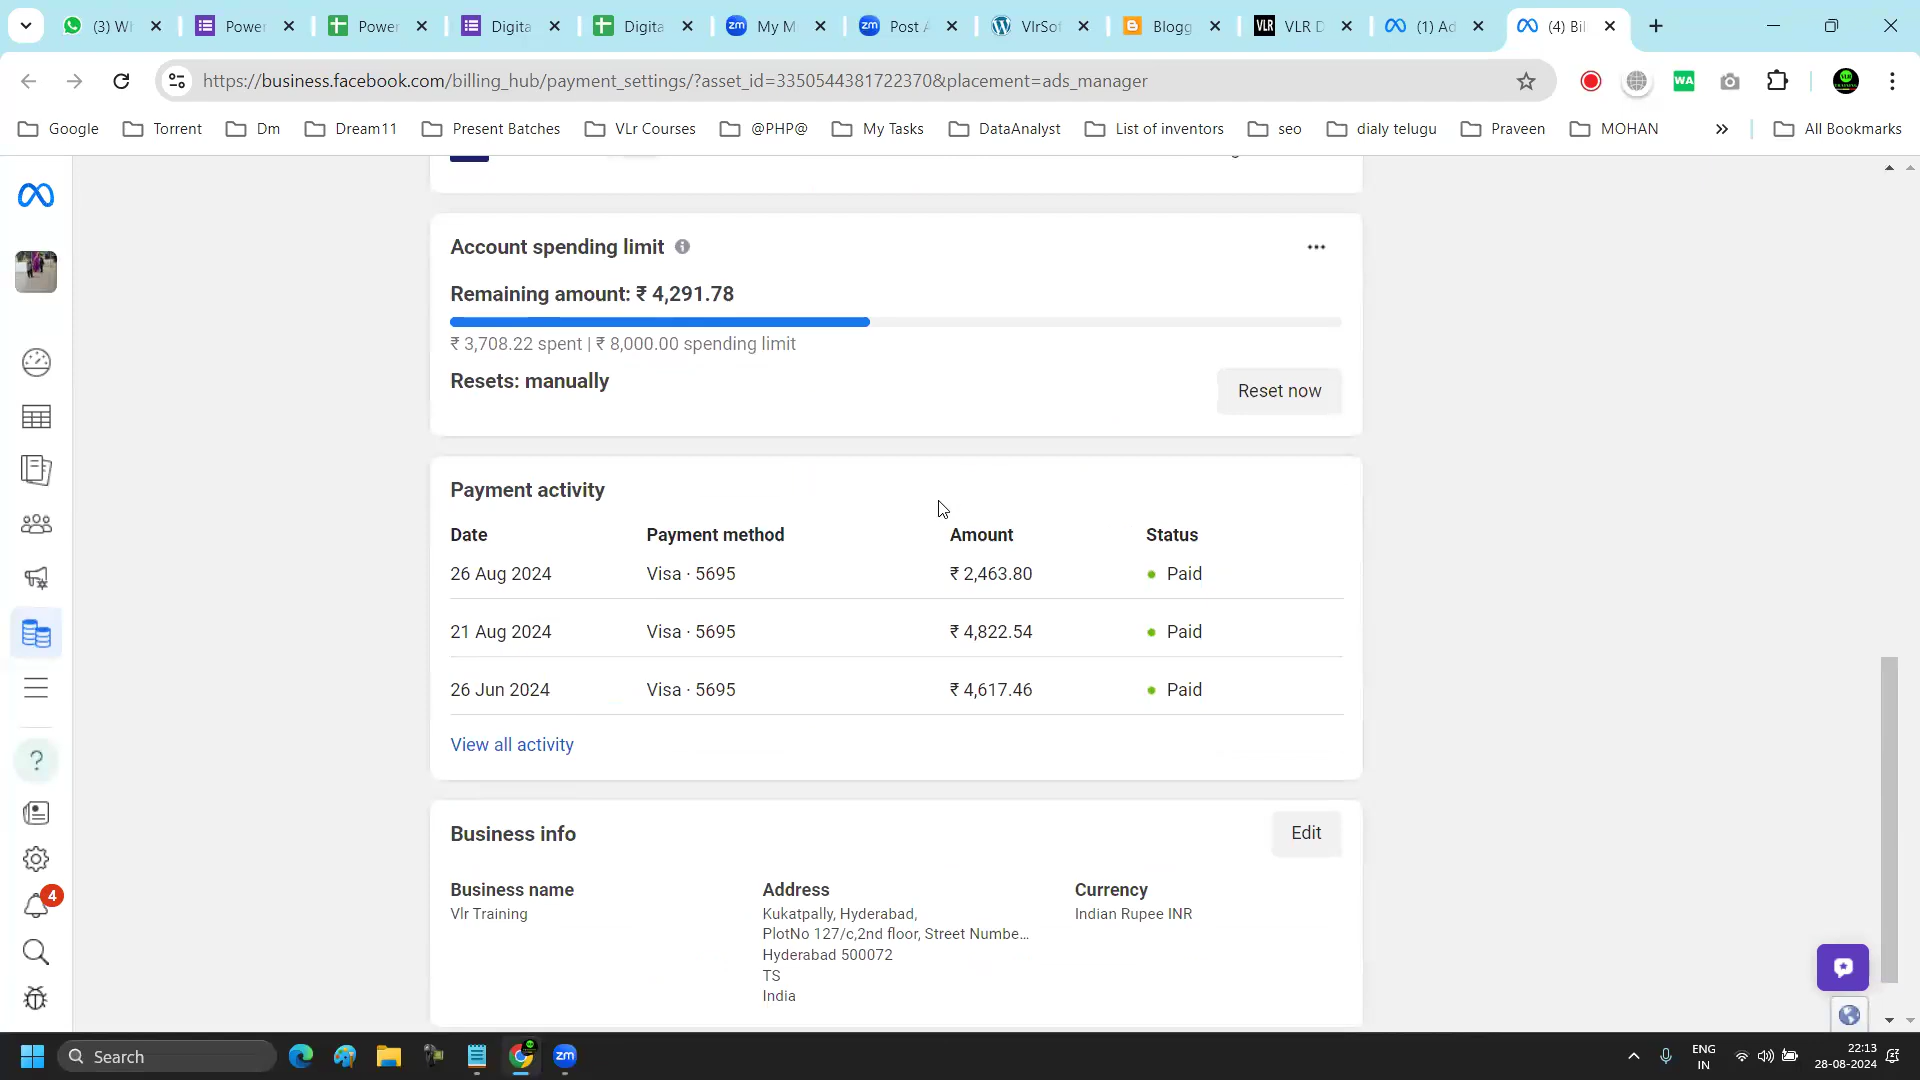 (3) W
Power
Power
Digita
Digita
zm
My M
zm
Post A
VlrSof
Blogg
VLR
VLR D
(1) Ad
(4) Bil
https://business.facebook.com/billing_hub/payment_settings/?asset_id=3350544381722370&placement=ads_manager
WA
Google
Torrent
Dm
Dream11
Present Batches
VLr Courses
@PHP@
My Tasks
DataAnalyst
List of inventors
seo
dialy telugu
Praveen
MOHAN
»
All Bookmarks
Account spending limit
Remaining amount: ₹ 4,291.78
₹ 3,708.22 spent | ₹ 8,000.00 spending limit
Resets: manually
Reset now
Payment activity
Date Payment method Amount Status
26 Aug 2024 Visa · 5695 ₹ 2,463.80 Paid
21 Aug 2024 Visa · 5695 ₹ 4,822.54 Paid
26 Jun 2024 Visa · 5695 ₹ 4,617.46 Paid
View all activity
Business info
Edit
Business name
Vlr Training
Address
Kukatpally, Hyderabad,
PlotNo 127/c,2nd floor, Street Numbe...
Hyderabad 500072
TS
India
Currency
Indian Rupee INR
?
4
Search
zm
ENG
IN
22:13
28-08-2024